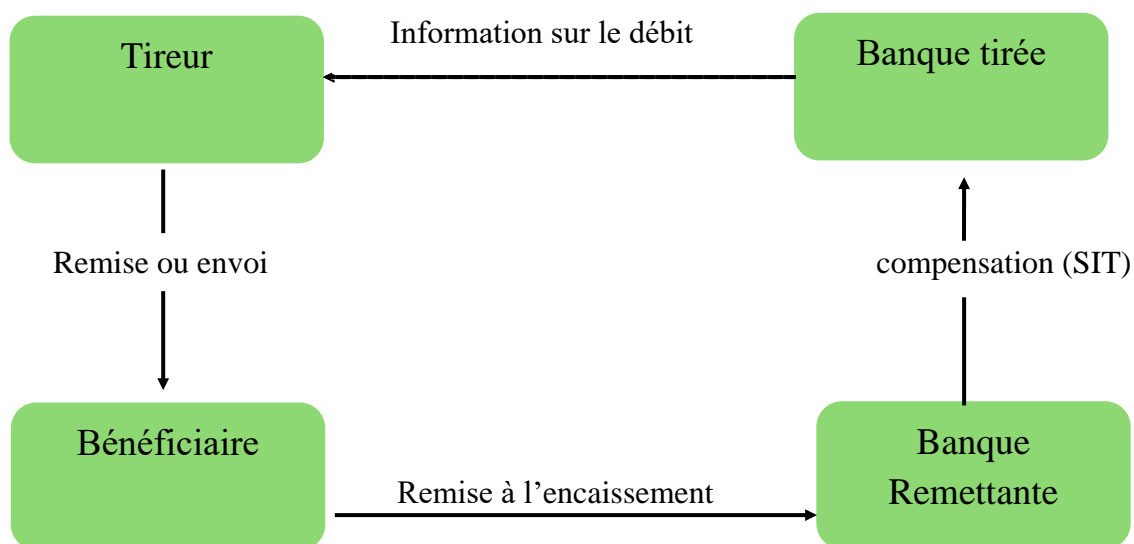 Information sur le débit
Tireur
Banque tirée
Remise ou envoi
compensation (SIT)
Bénéficiaire
Banque
Remettante
Remise à l’encaissement